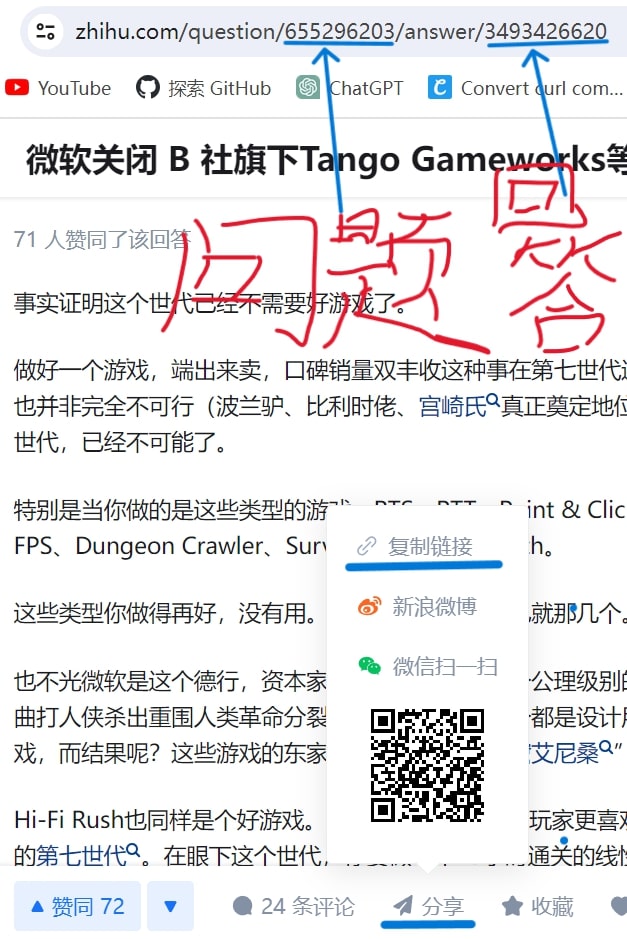 zhihu.com/question/655296203/answer/3493426620
YouTube 探索 GitHub ChatGPT Convert curl com...
微软关闭 B 社旗下Tango Gameworks等
71 人赞同了该回答
问题
回答
事实证明这个世代已经不需要好游戏了。
做好一个游戏，端出来卖，口碑销量双丰收这种事在第七世代
也并非完全不可行（波兰驴、比利时佬、宫崎氏真正奠定地位
世代，已经不可能了。
特别是当你做的是这些类型的游戏 Point & Clic
FPS、Dungeon Crawler、Surv h。
复制链接
这些类型你做得再好，没有用。 就那几个。
新浪微博
也不光微软是这个德行，资本家 公理级别的
微信扫一扫
曲打人侠杀出重围人类革命分裂 都是设计
戏，而结果呢？这些游戏的东家 艾尼桑”
Hi-Fi Rush也同样是个好游戏。 玩家更喜
的第七世代。在眼下这个世代， 通关的线性
赞同 72 24 条评论 分享 收藏